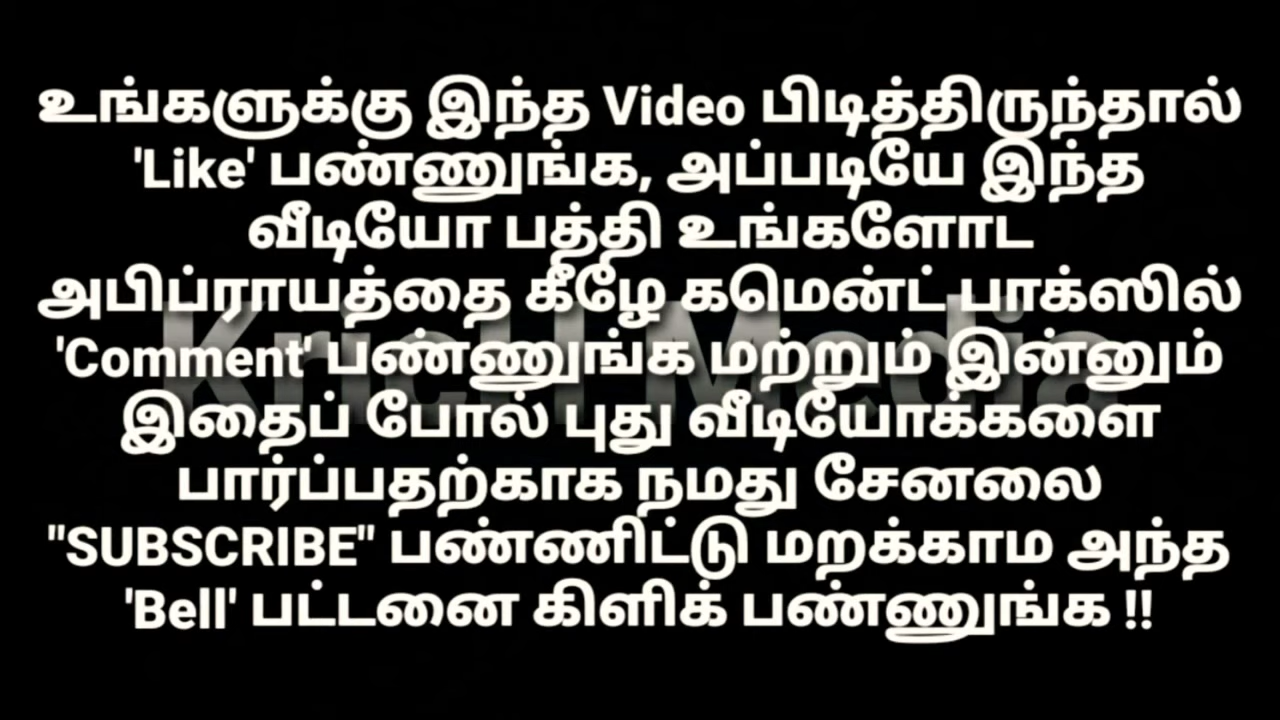 உங்களுக்கு இந்த Video பிடித்திருந்தால்
'Like' பண்ணுங்க, அப்படியே இந்த
வீடியோ பத்தி உங்களோட
அபிப்ராயத்தை கீழே கமென்ட் பாக்ஸில்
'Comment' பண்ணுங்க மற்றும் இன்னும்
இதைப் போல் புது வீடியோக்களை
பார்ப்பதற்காக நமது சேனலை
"SUBSCRIBE" பண்ணிட்டு மறக்காம அந்த
'Bell' பட்டனை கிளிக் பண்ணுங்க !!
Media